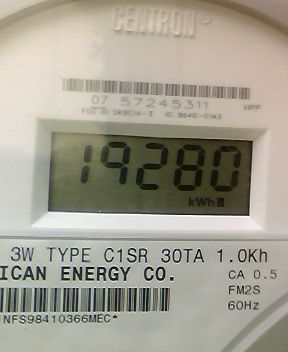 CENTRON®
07 57245311
19280
kWh
3W TYPE C1SR 30TA 1.0Kh
ICAN ENERGY CO.
CA 0.5
FM2S
60Hz
NFS98410366MEC*